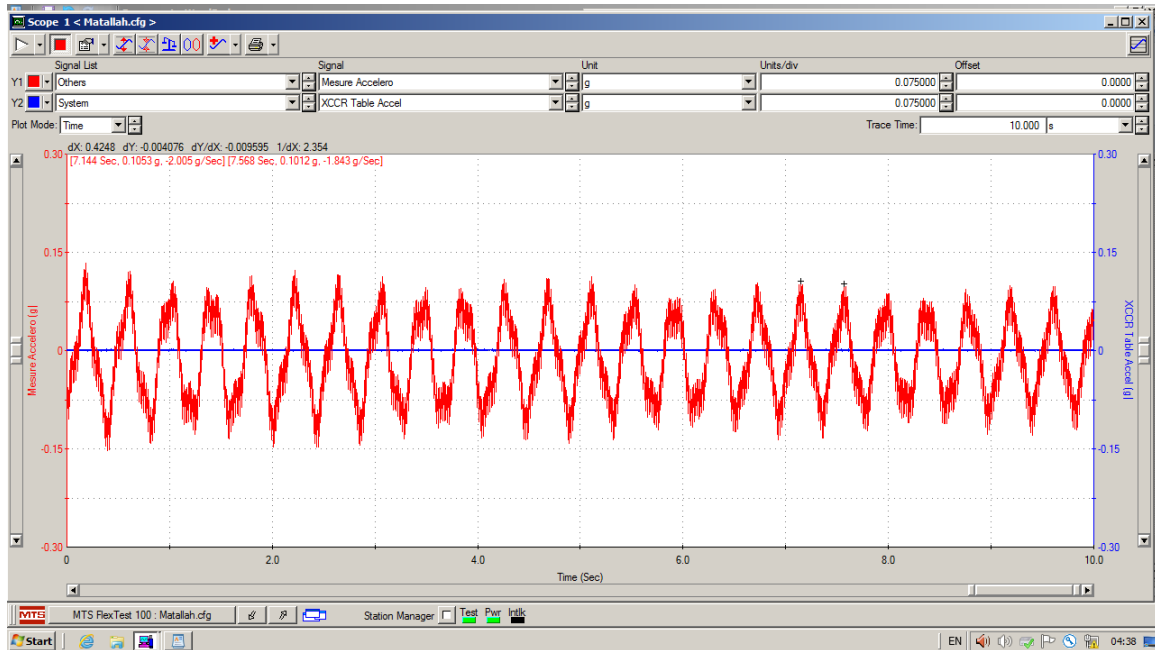 Scope 1 < Matallah.cfg >
Signal List Signal Unit Units/div Offset
Y1 Others Mesure Accelero g 0.075000 0.0000
Y2 System XCCR Table Accel g 0.075000 0.0000
Plot Mode: Time Trace Time: 10.000 s
dX: 0.4248 dY: -0.004076 dY/dX: -0.009595 1/dX: 2.354
[7.144 Sec, 0.1053 g, -2.005 g/Sec] [7.568 Sec, 0.1012 g, -1.843 g/Sec]
0.30 0.30
0.15 0.15
0 0
-0.15 -0.15
-0.30 -0.30
Mesure Accelero (g)
XCCR Table Accel (g)
0 2.0 4.0 6.0 8.0 10.0
Time (Sec)
MTS MTS FlexTest 100 : Matallah.cfg Station Manager Test Pwr Intlk
Start EN 04:38